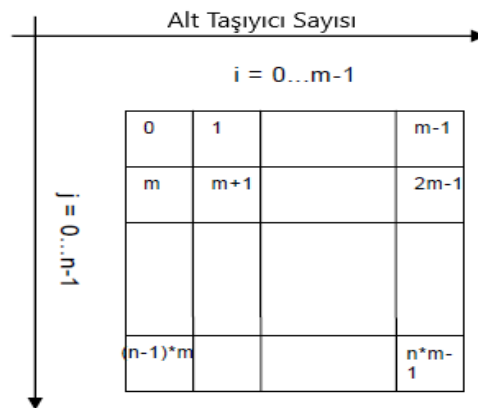 Alt Taşıyıcı Sayısı
i = 0...m-1
j = 0...n-1
0 1 m-1
m m+1 2m-1
(n-1)*m n*m-
1